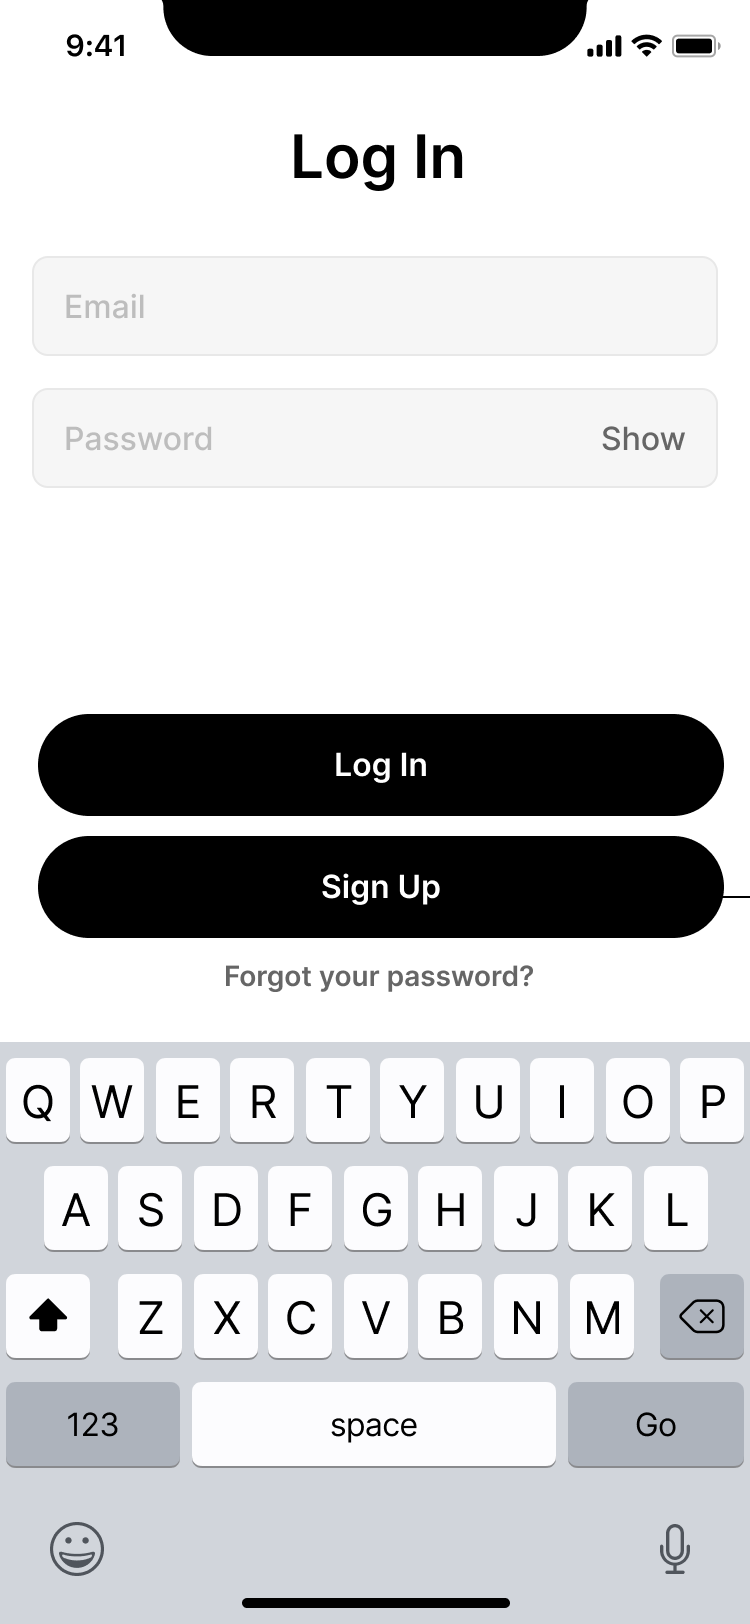 9:41
Log In
Email
Password Show
Log In
Sign Up
Forgot your password?
Q W E R T Y U I O P
A S D F G H J K L
Z X C V B N M
123 space Go